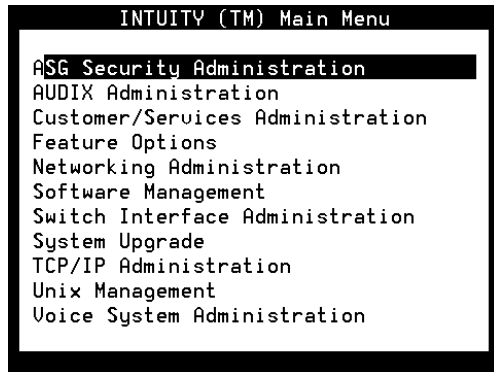 INTUITY (TM) Main Menu
ASG Security Administration
AUDIX Administration
Customer/Services Administration
Feature Options
Networking Administration
Software Management
Switch Interface Administration
System Upgrade
TCP/IP Administration
Unix Management
Voice System Administration